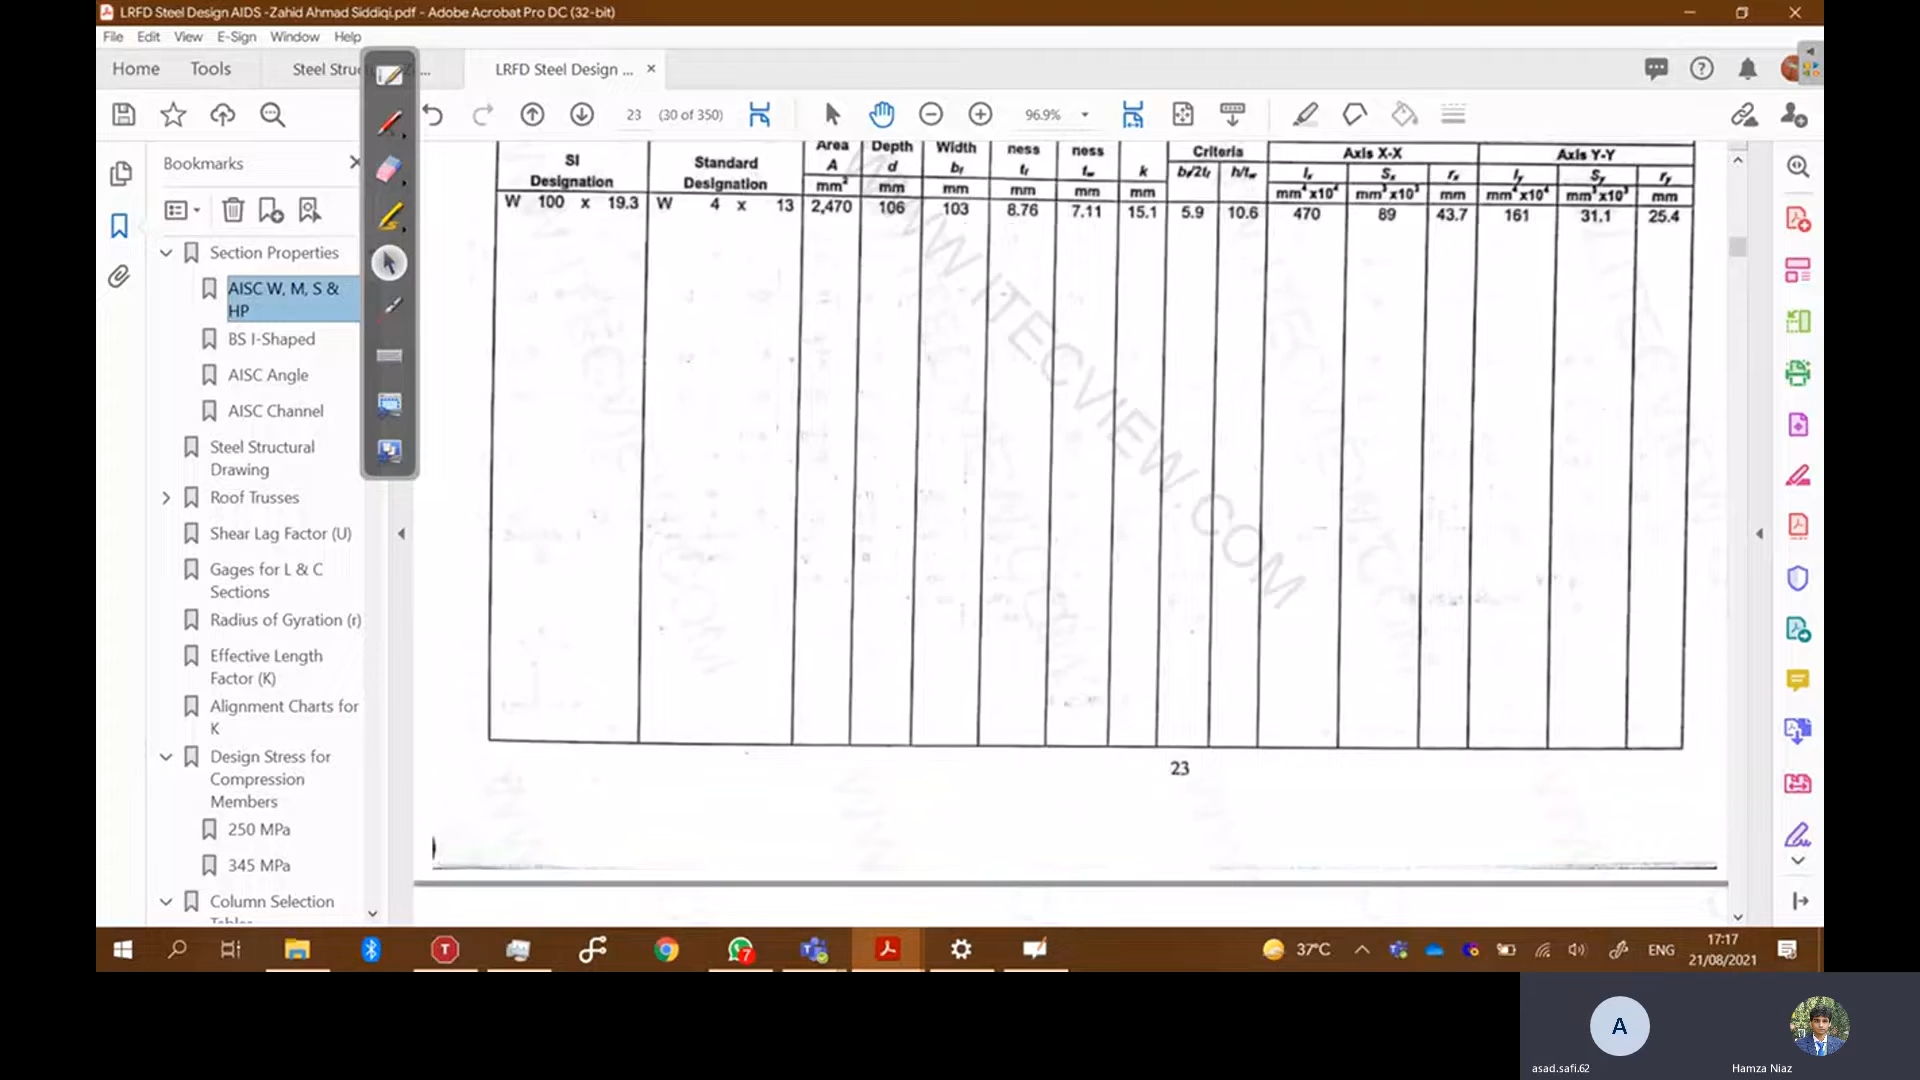 LRFD Steel Design AIDS -Zahid Ahmad Siddiqi.pdf - Adobe Acrobat Pro DC (32-bit)
File Edit View E-Sign Window Help
Home Tools Steel Stru ... LRFD Steel Design ...
23 (30 of 350) 96.9%
Bookmarks
Section Properties
AISC W, M, S &
HP
BS I-Shaped
AISC Angle
AISC Channel
Steel Structural
Drawing
Roof Trusses
Shear Lag Factor (U)
Gages for L & C
Sections
Radius of Gyration (r)
Effective Length
Factor (K)
Alignment Charts for
K
Design Stress for
Compression
Members
250 MPa
345 MPa
Column Selection
Tables
SI
Designation
Standard
Designation
Area
A
mm²
Depth
d
mm
Width
bf
mm
ness
tf
mm
ness
tw
mm
k
mm
Criteria
bf/2tf h/tw
Axis X-X
Ix Sx rx
mm⁴x10⁴ mm³x10³ mm
Axis Y-Y
Iy Sy ry
mm⁴x10⁴ mm³x10³ mm
W 100 x 19.3 W 4 x 13 2,470 106 103 8.76 7.11 15.1 5.9 10.6 470 89 43.7 161 31.1 25.4
WWW.ITECVIEW.COM
23
7
37°C ENG 17:17
21/08/2021
A
asad.safi.62
Hamza Niaz